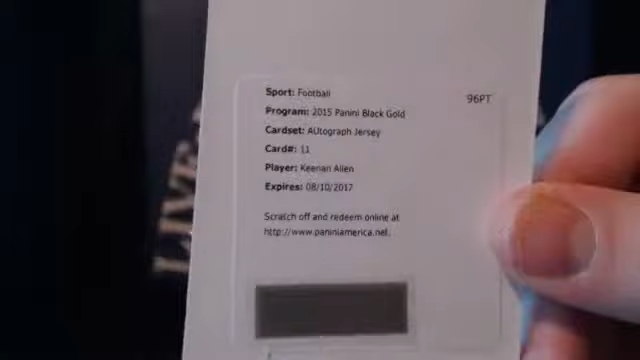 Sport: Football
96PT
Program: 2015 Panini Black Gold
Cardset: AUtograph Jersey
Card#: 11
Player: Keenan Allen
Expires: 08/10/2017
Scratch off and redeem online at
http://www.paniniamerica.net.
LIVE